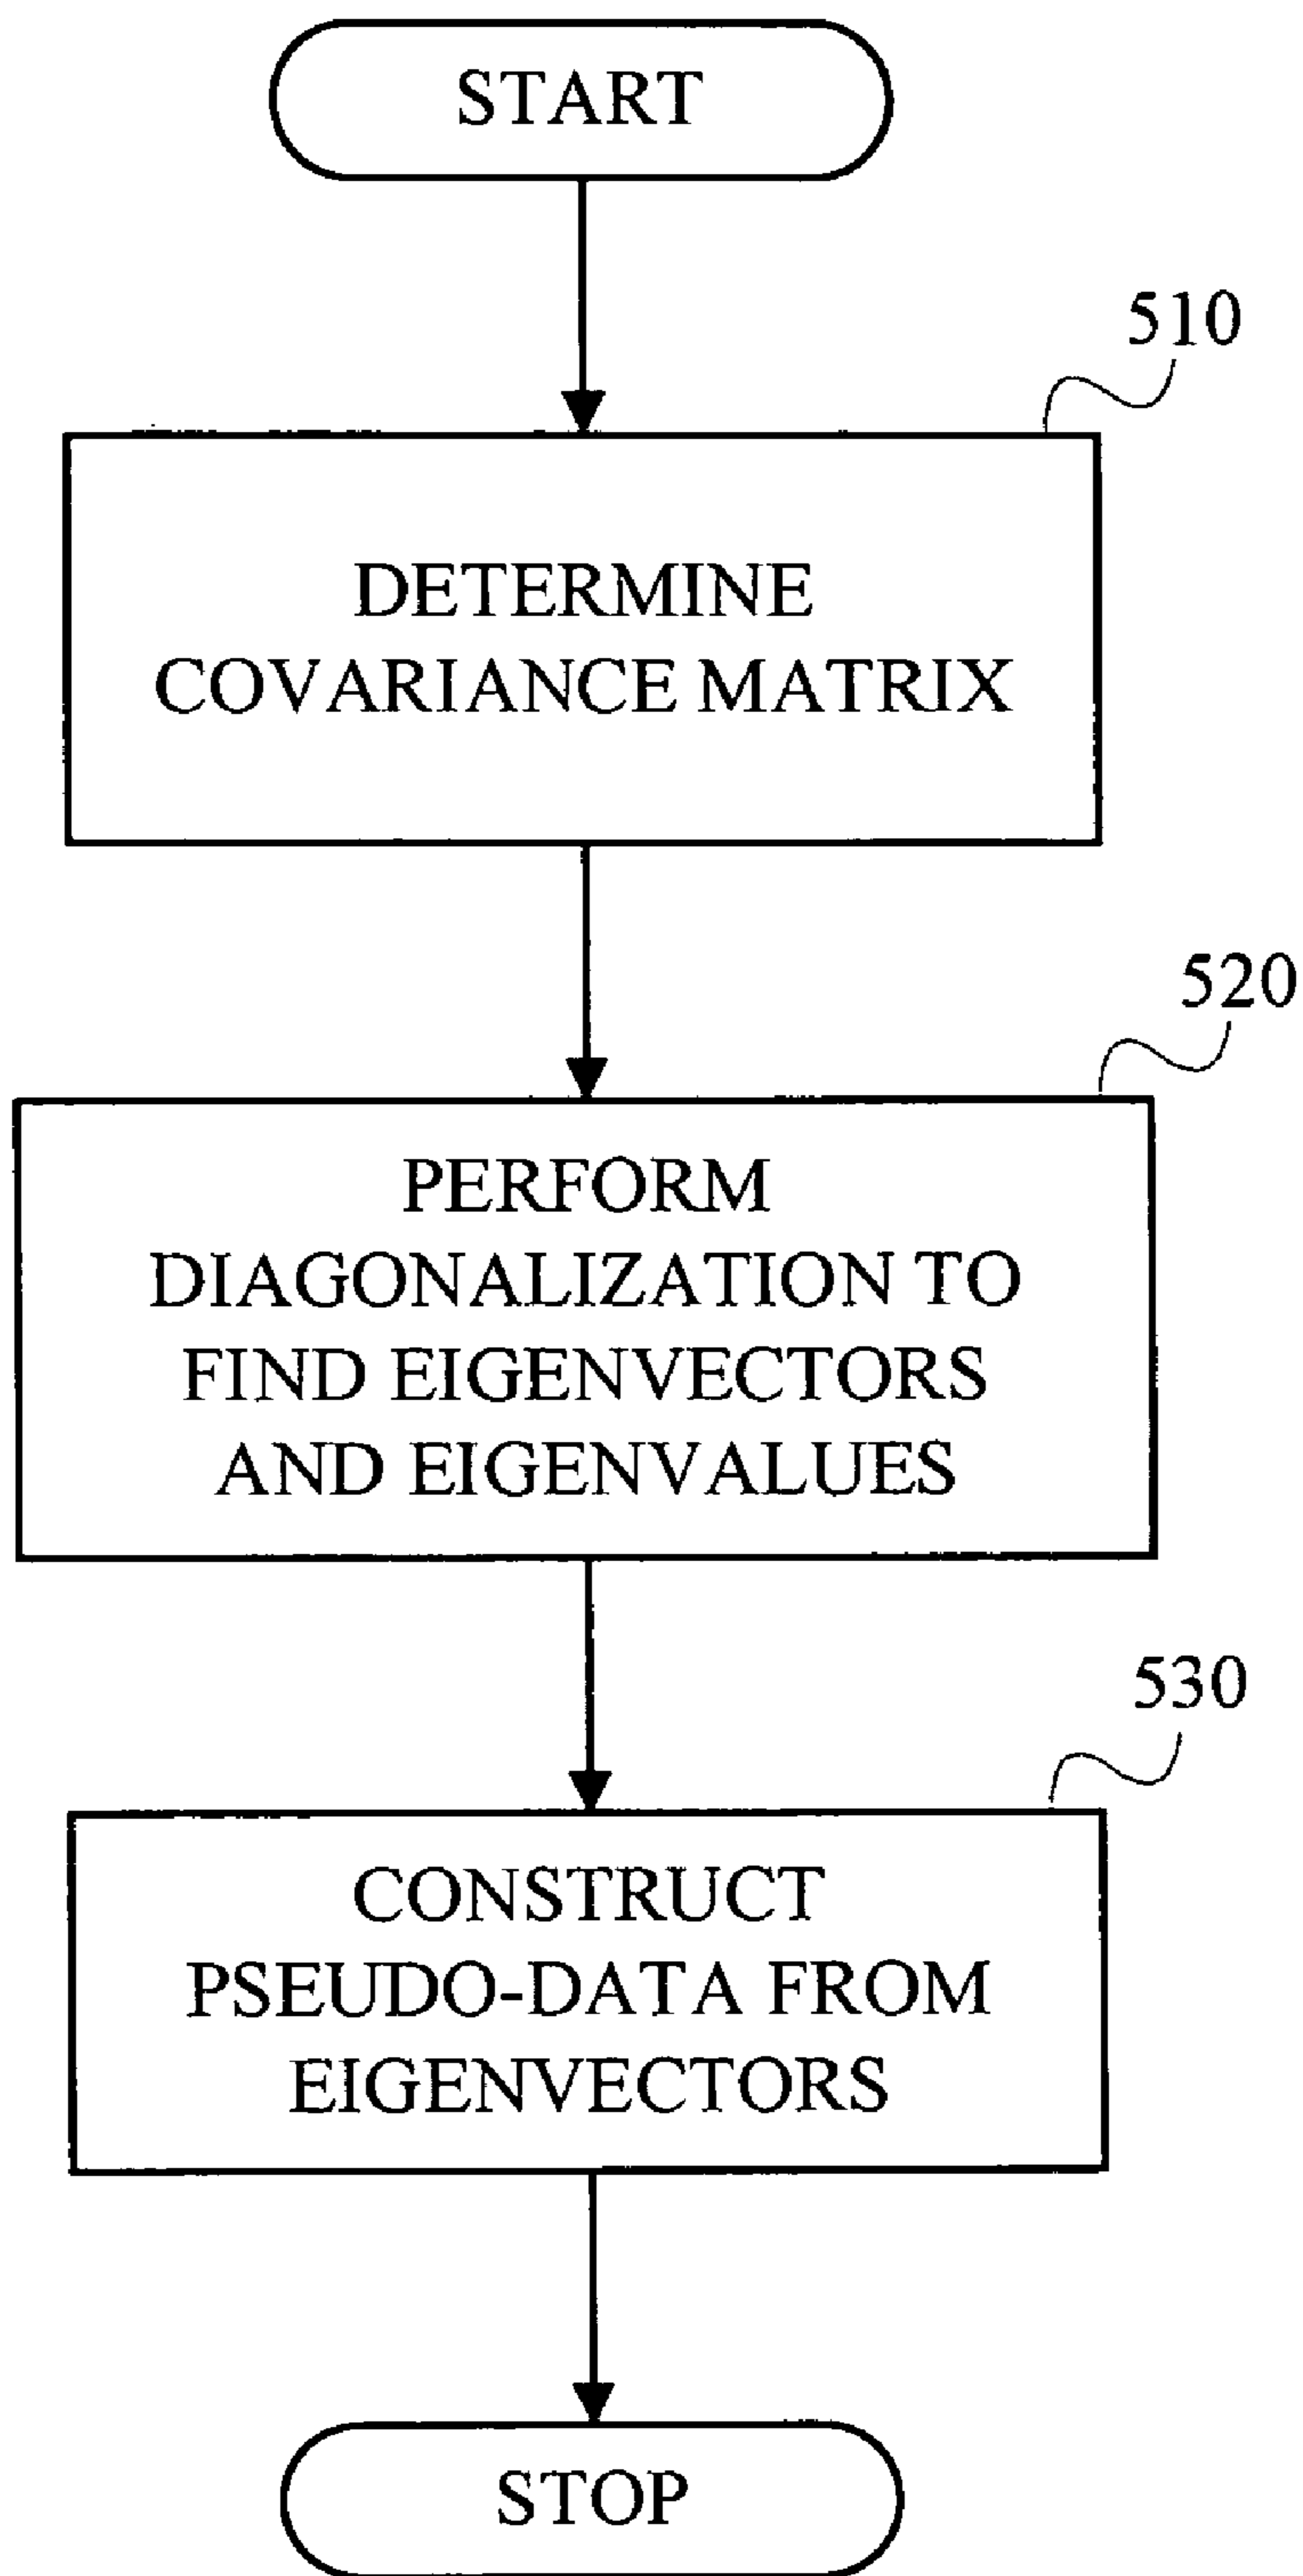 START
510
DETERMINE
COVARIANCE MATRIX
520
PERFORM
DIAGONALIZATION TO
FIND EIGENVECTORS
AND EIGENVALUES
530
CONSTRUCT
PSEUDO-DATA FROM
EIGENVECTORS
STOP